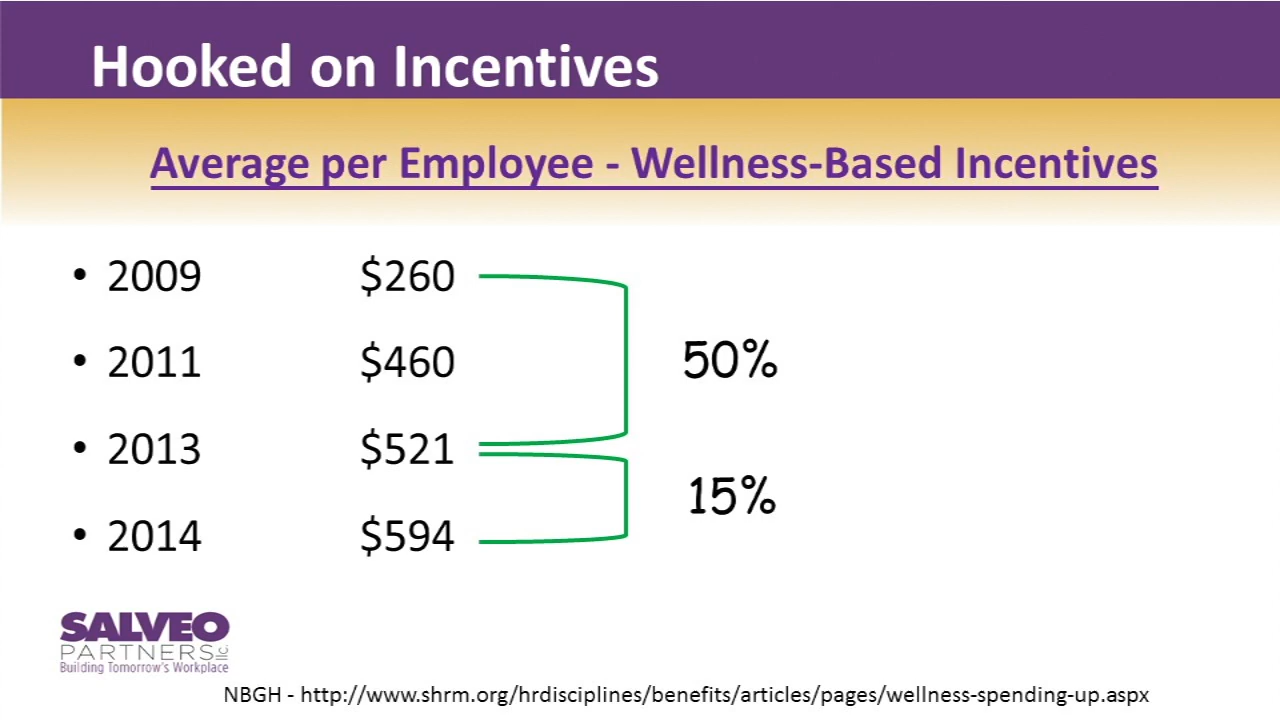 Hooked on Incentives
Average per Employee - Wellness-Based Incentives
• 2009 $260
• 2011 $460
50%
• 2013 $521
15%
• 2014 $594
SALVEO
PARTNERS LLC
Building Tomorrow's Workplace
NBGH - http://www.shrm.org/hrdisciplines/benefits/articles/pages/wellness-spending-up.aspx